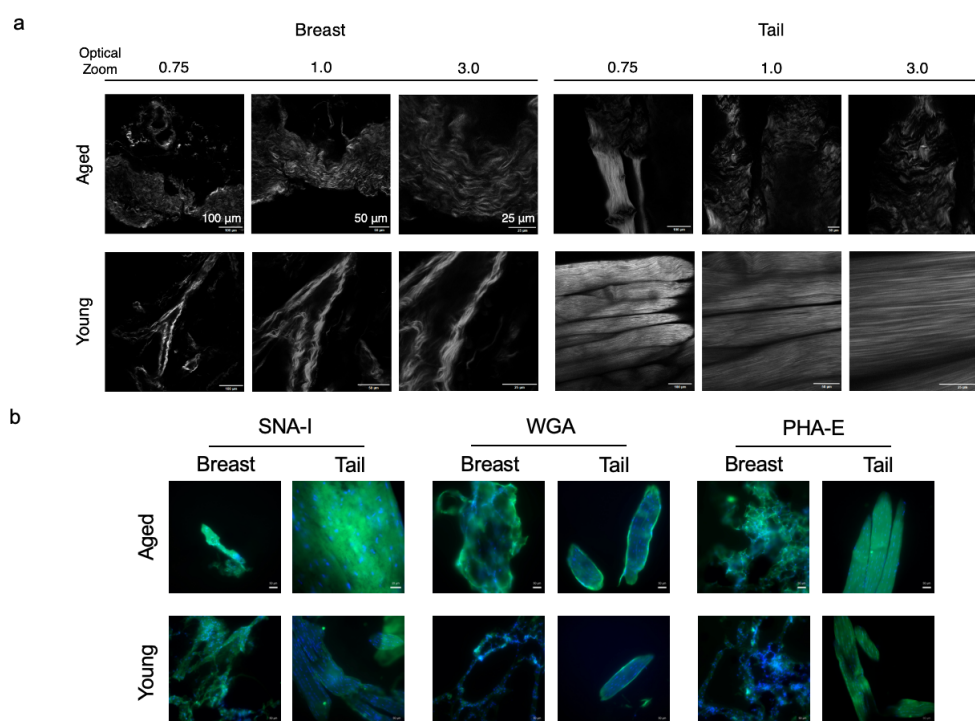 a
Breast Tail
Optical
Zoom 0.75 1.0 3.0 0.75 1.0 3.0
Aged
100 µm 50 µm 25 µm
Young
b
SNA-I WGA PHA-E
Breast Tail Breast Tail Breast Tail
Aged
Young